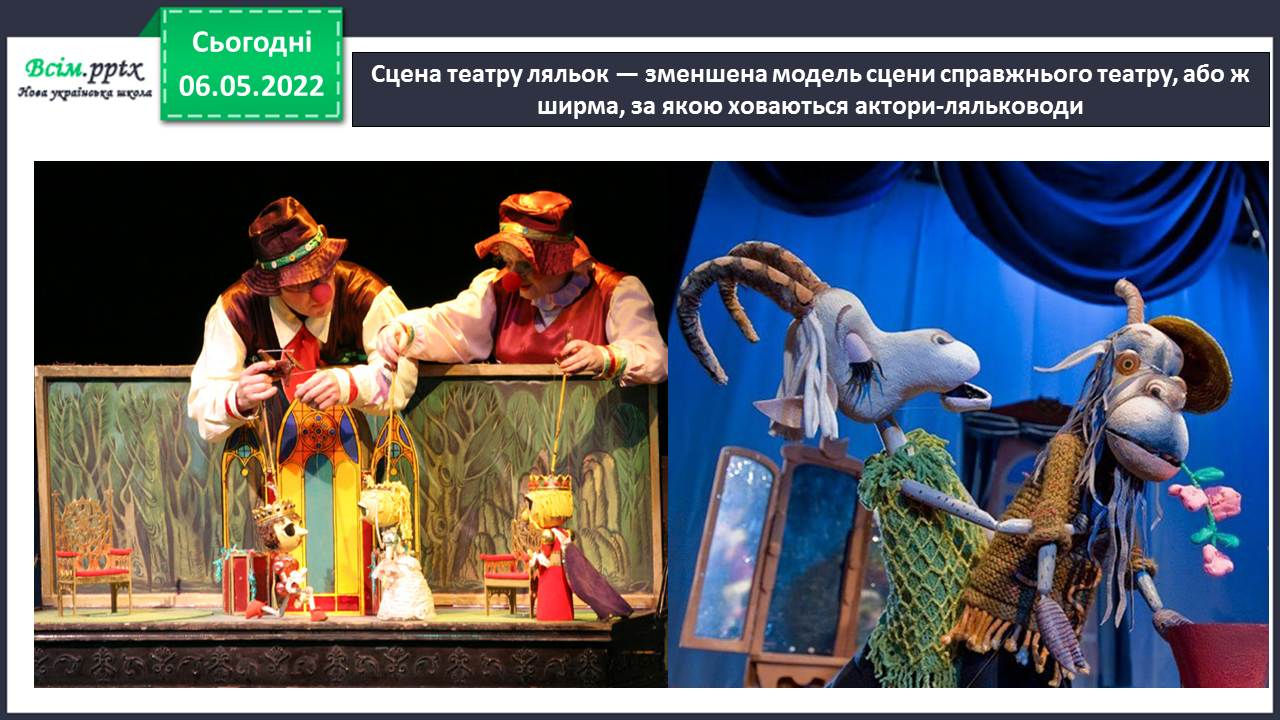 Всім.pptx
Нова українська школа
Сьогодні
06.05.2022
Сцена театру ляльок — зменшена модель сцени справжнього театру, або ж
ширма, за якою ховаються актори-ляльководи